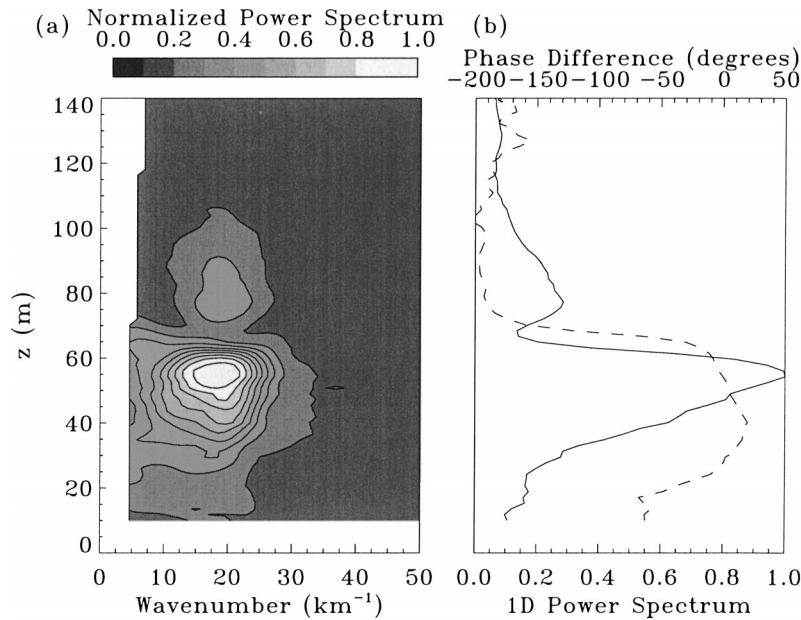 (a) Normalized Power Spectrum
0.0 0.2 0.4 0.6 0.8 1.0
140
120
100
80
60
40
20
0
z (m)
0 10 20 30 40 50
Wavenumber (km⁻¹)
(b)
Phase Difference (degrees)
-200 -150 -100 -50 0 50
0.0 0.2 0.4 0.6 0.8 1.0
1D Power Spectrum